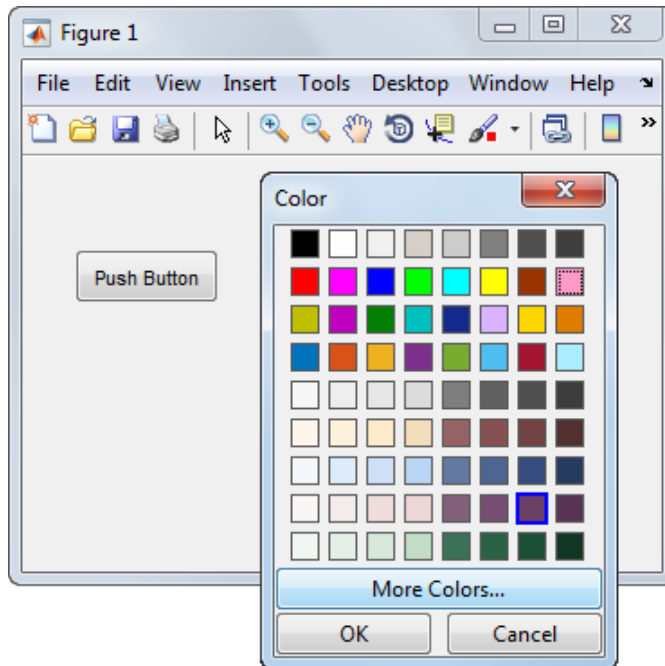 Figure 1
File Edit View Insert Tools Desktop Window Help
Color
Push Button
More Colors...
OK Cancel